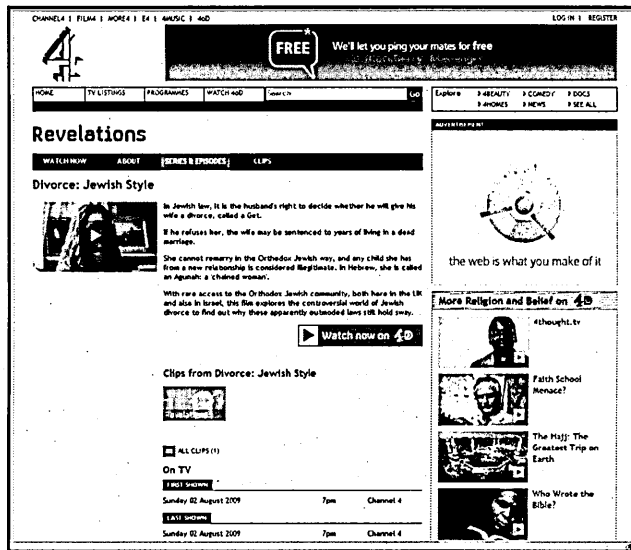 CHANNEL4 | FILM4 | MORE4 | E4 | 4MUSIC | 4oD
LOG IN | REGISTER
4
FREE*
We'll let you ping your mates for free
HOME
TV LISTINGS
PROGRAMMES
WATCH 4oD
Search
Go
Explore
4BEAUTY
COMEDY
DOCS
4HOMES
NEWS
SEE ALL
Revelations
ADVERTISEMENT
WATCH NOW
ABOUT
SERIES & EPISODES
CLIPS
Divorce: Jewish Style
In Jewish law, it is the husband's right to decide whether he will give his
wife a divorce, called a Get.
If he refuses her, the wife may be sentenced to years of living in a dead
marriage.
She cannot remarry in the Orthodox Jewish way, and any child she has
from a new relationship is considered illegitimate. In Hebrew, she is called
an Agunah: a 'chained woman'.
With rare access to the Orthodox Jewish community, both here in the UK
and also in Israel, this film explores the controversial world of Jewish
divorce to find out why these apparently outmoded laws still hold sway.
Watch now on 4oD
the web is what you make of it
More Religion and Belief on 4oD
4thought.tv
Faith School
Menace?
The Hajj: The
Greatest Trip on
Earth
Who Wrote the
Bible?
Clips from Divorce: Jewish Style
ALL CLIPS (1)
On TV
FIRST SHOWN
Sunday 02 August 2009
7pm
Channel 4
LAST SHOWN
Sunday 02 August 2009
7pm
Channel 4